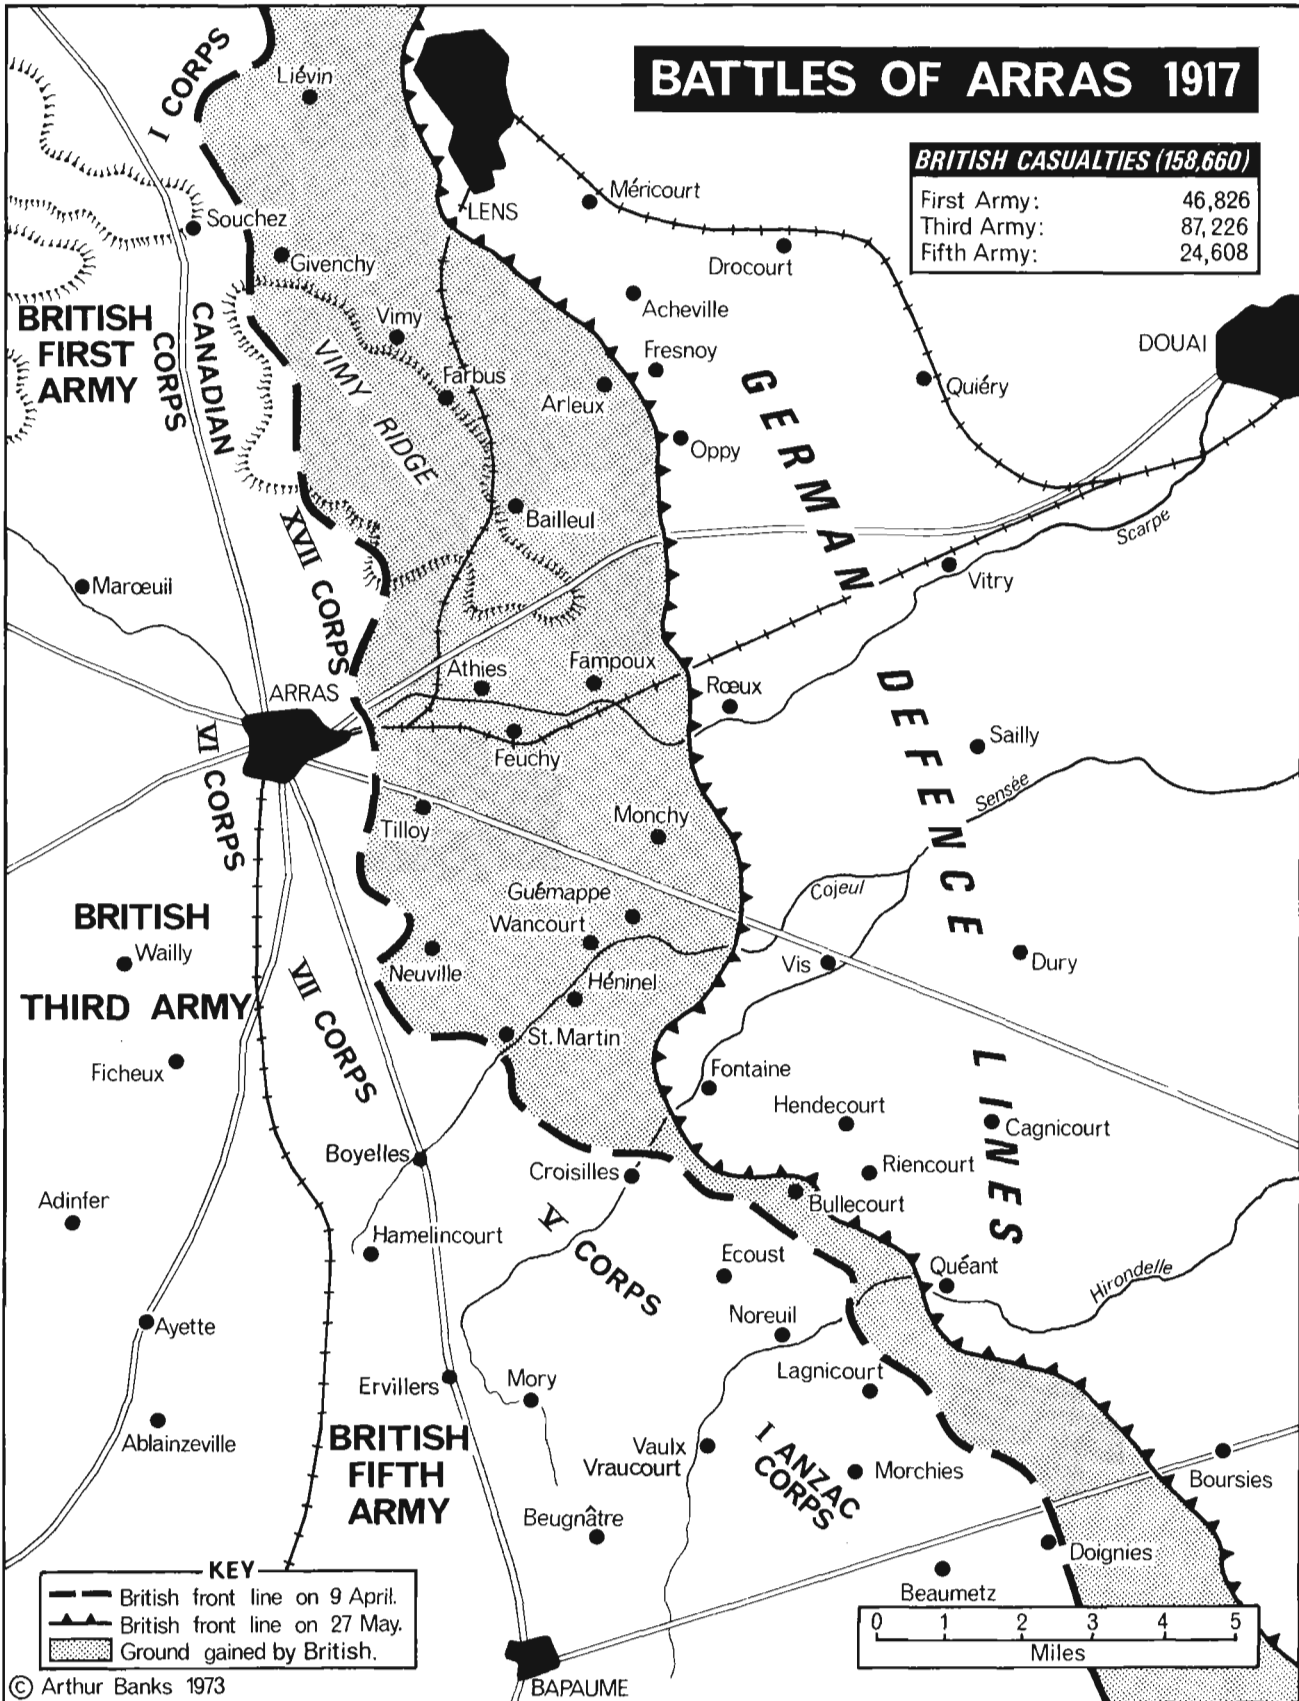 BATTLES OF ARRAS 1917
BRITISH CASUALTIES (158,660)
First Army: 46,826
Third Army: 87,226
Fifth Army: 24,608
I CORPS
Liévin
LENS
Méricourt
Souchez
Givenchy
Drocourt
Acheville
BRITISH
FIRST
ARMY
CANADIAN
CORPS
Vimy
VIMY RIDGE
Farbus
Fresnoy
Arleux
DOUAI
Quiéry
Oppy
GERMAN
DEFENCE
LINES
Bailleul
XVII CORPS
Scarpe
Vitry
Marœuil
ARRAS
Athies
Fampoux
Rœux
Feuchy
Sailly
VI CORPS
Tilloy
Monchy
Sensée
Cojeul
Guémappe
Wancourt
BRITISH
Wailly
THIRD ARMY
Neuville
Héninel
Vis
Dury
VII CORPS
St. Martin
Ficheux
Fontaine
Hendecourt
Cagnicourt
Boyelles
Croisilles
Riencourt
Bullecourt
Adinfer
Hamelincourt
V CORPS
Ecoust
Quéant
Hirondelle
Noreuil
Ayette
Lagnicourt
Ervillers
Mory
Ablainzeville
BRITISH
FIFTH
ARMY
Vaulx
Vraucourt
I ANZAC
CORPS
Morchies
Boursies
Beugnâtre
Doignies
Beaumetz
KEY
British front line on 9 April.
British front line on 27 May.
Ground gained by British.
0 1 2 3 4 5
Miles
© Arthur Banks 1973
BAPAUME